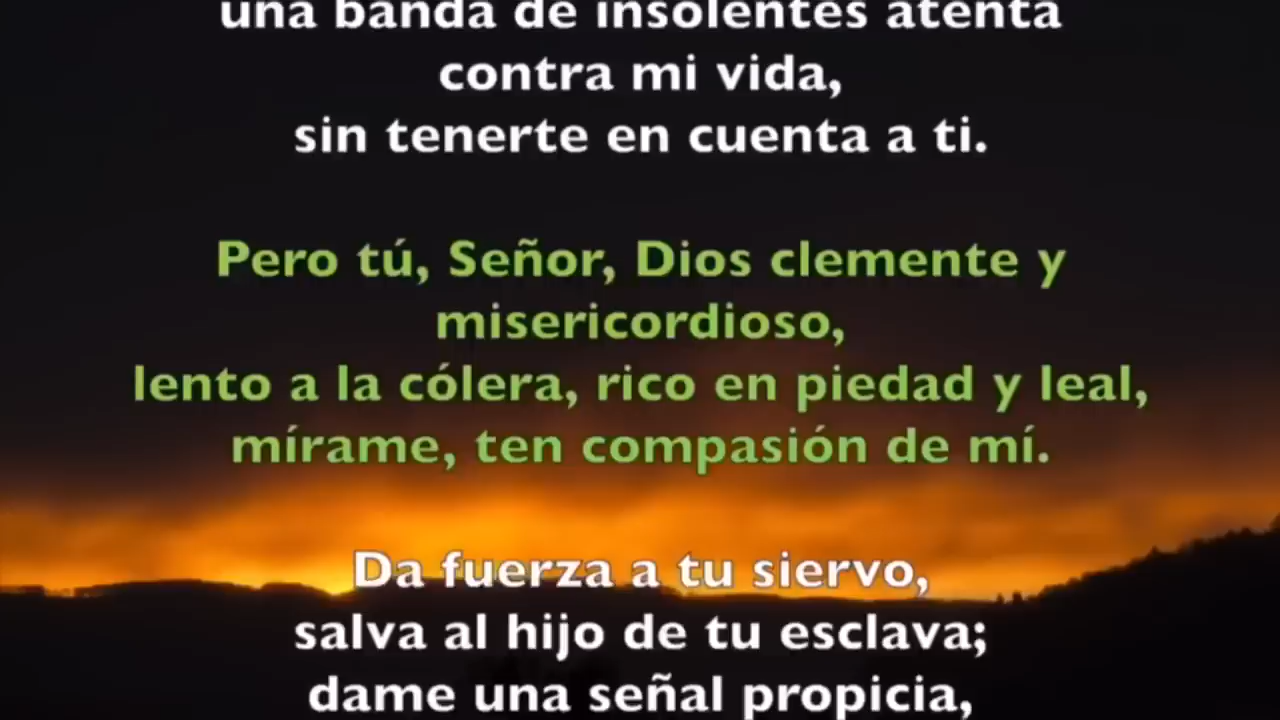 una banda de insolentes atenta
contra mi vida,
sin tenerte en cuenta a ti.
Pero tú, Señor, Dios clemente y
misericordioso,
lento a la cólera, rico en piedad y leal,
mírame, ten compasión de mí.
Da fuerza a tu siervo,
salva al hijo de tu esclava;
dame una señal propicia,